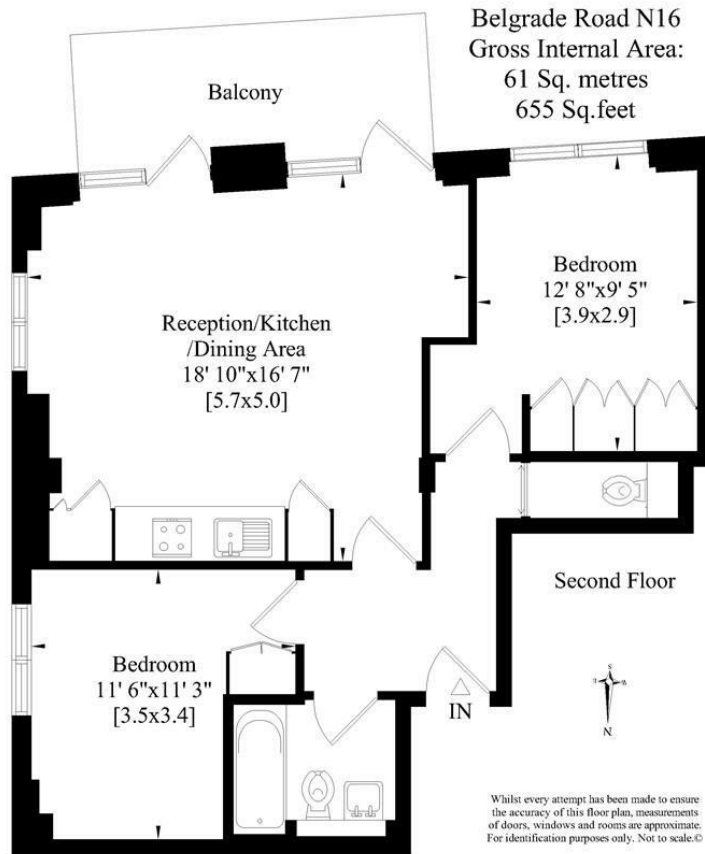 Belgrade Road N16
Gross Internal Area:
61 Sq. metres
655 Sq.feet
Balcony
Bedroom
12' 8"x9' 5"
[3.9x2.9]
Reception/Kitchen
/Dining Area
18' 10"x16' 7"
[5.7x5.0]
Second Floor
Bedroom
11' 6"x11' 3"
[3.5x3.4]
IN
S
N
Whilst every attempt has been made to ensure
the accuracy of this floor plan, measurements
of doors, windows and rooms are approximate.
For identification purposes only. Not to scale.©